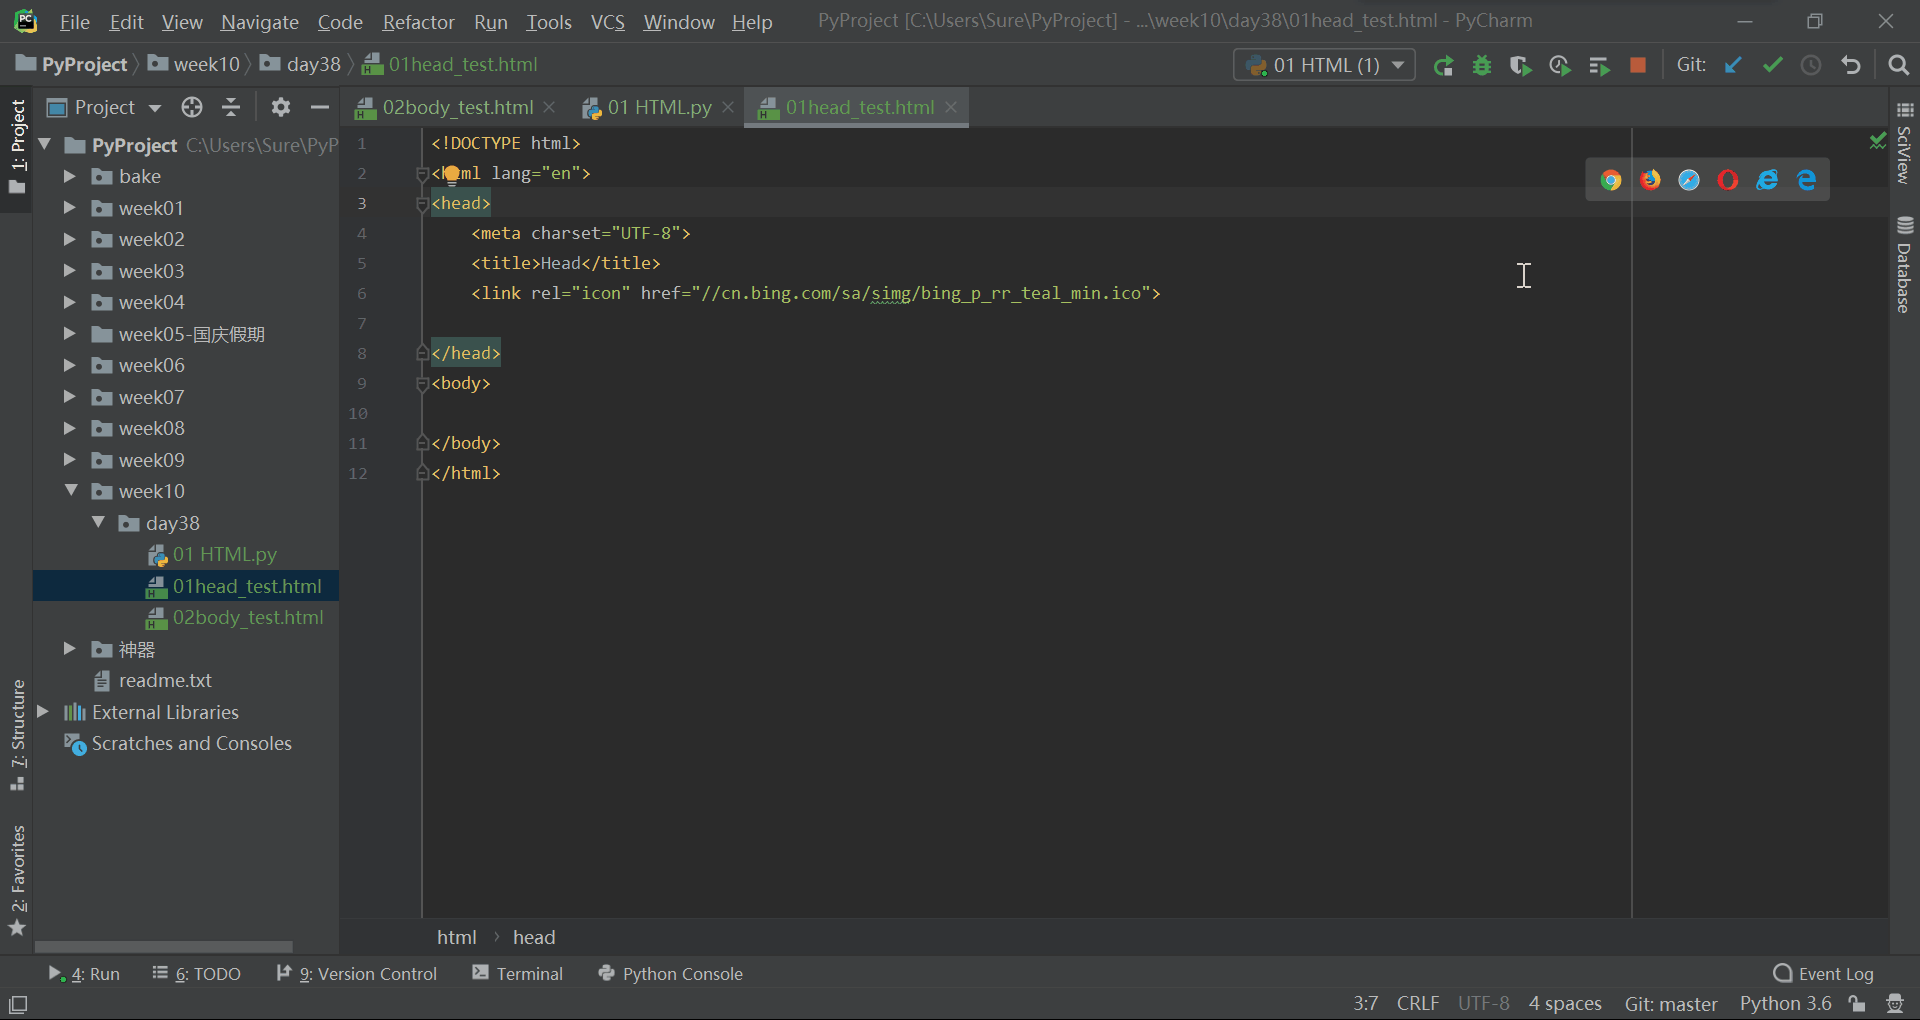 File Edit View Navigate Code Refactor Run Tools VCS Window Help PyProject [C:\Users\Sure\PyProject] - ...\week10\day38\01head_test.html - PyCharm
PyProject week10 day38 01head_test.html 01 HTML (1) Git:
Project 02body_test.html 01 HTML.py 01head_test.html
1: Project
PyProject C:\Users\Sure\PyP
bake
week01
week02
week03
week04
week05-国庆假期
week06
week07
week08
week09
week10
day38
01 HTML.py
01head_test.html
02body_test.html
神器
readme.txt
External Libraries
Scratches and Consoles
7: Structure
2: Favorites
1 <!DOCTYPE html>
2 <html lang="en">
3 <head>
4 <meta charset="UTF-8">
5 <title>Head</title>
6 <link rel="icon" href="//cn.bing.com/sa/simg/bing_p_rr_teal_min.ico">
7
8 </head>
9 <body>
10
11 </body>
12 </html>
SciView
Database
html › head
4: Run 6: TODO 9: Version Control Terminal Python Console Event Log
3:7 CRLF UTF-8 4 spaces Git: master Python 3.6